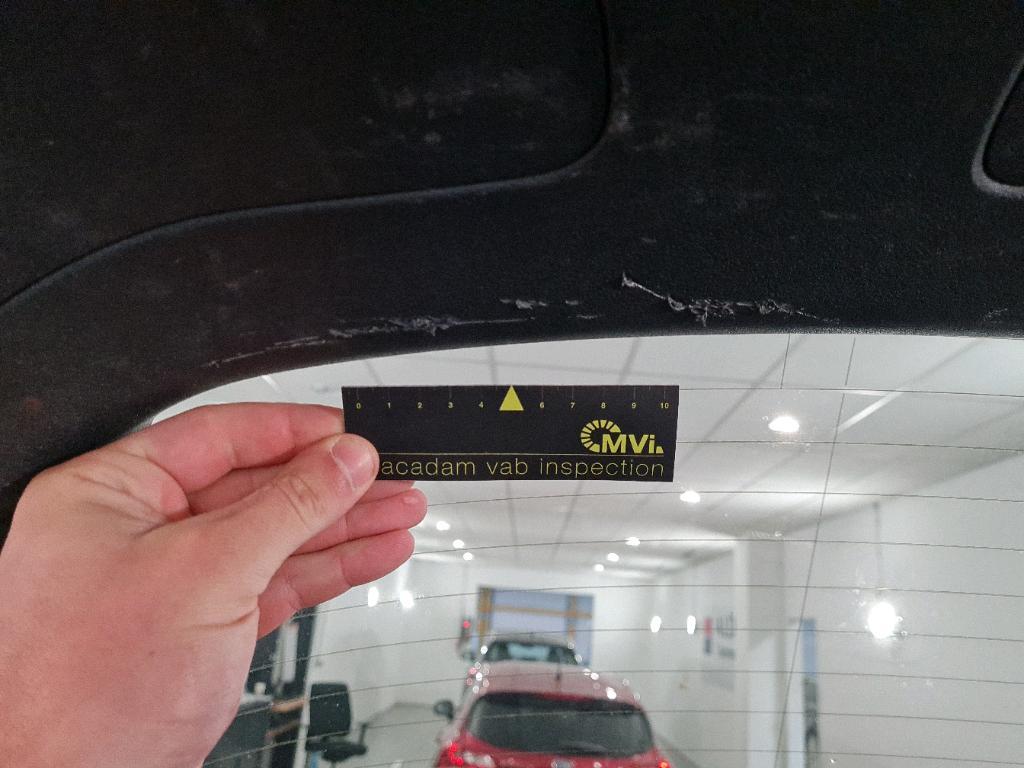 0 1 2 3 4 6 7 8 9 10
MVi.
acadam vab inspection